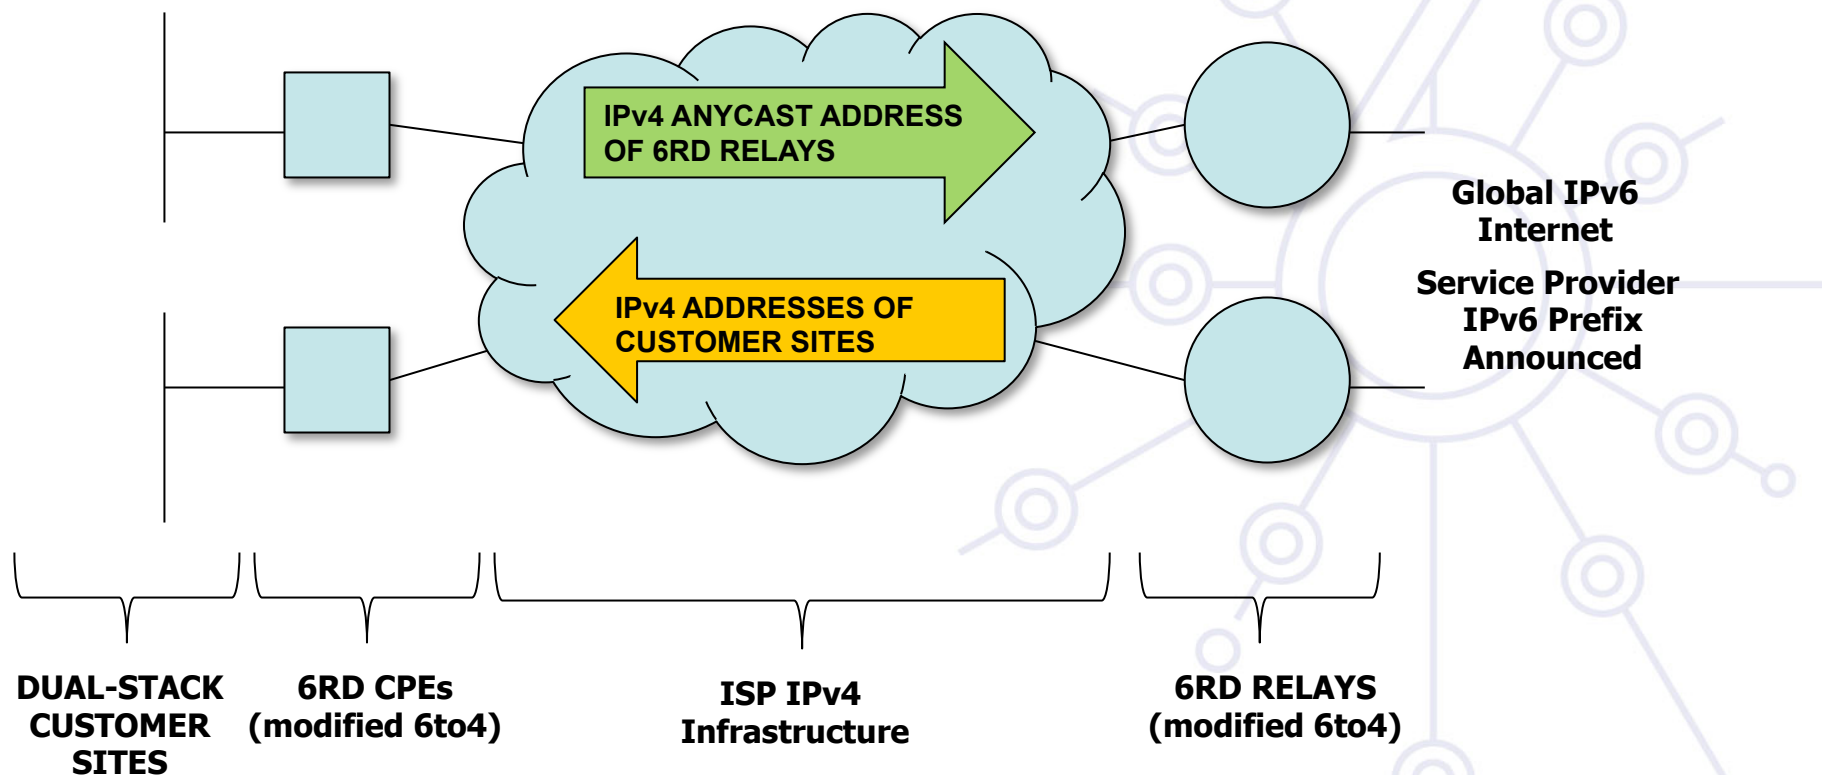 IPv4 ANYCAST ADDRESS
OF 6RD RELAYS
Global IPv6
Internet
Service Provider
IPv6 Prefix
Announced
IPv4 ADDRESSES OF
CUSTOMER SITES
DUAL-STACK
CUSTOMER
SITES
6RD CPEs
(modified 6to4)
ISP IPv4
Infrastructure
6RD RELAYS
(modified 6to4)